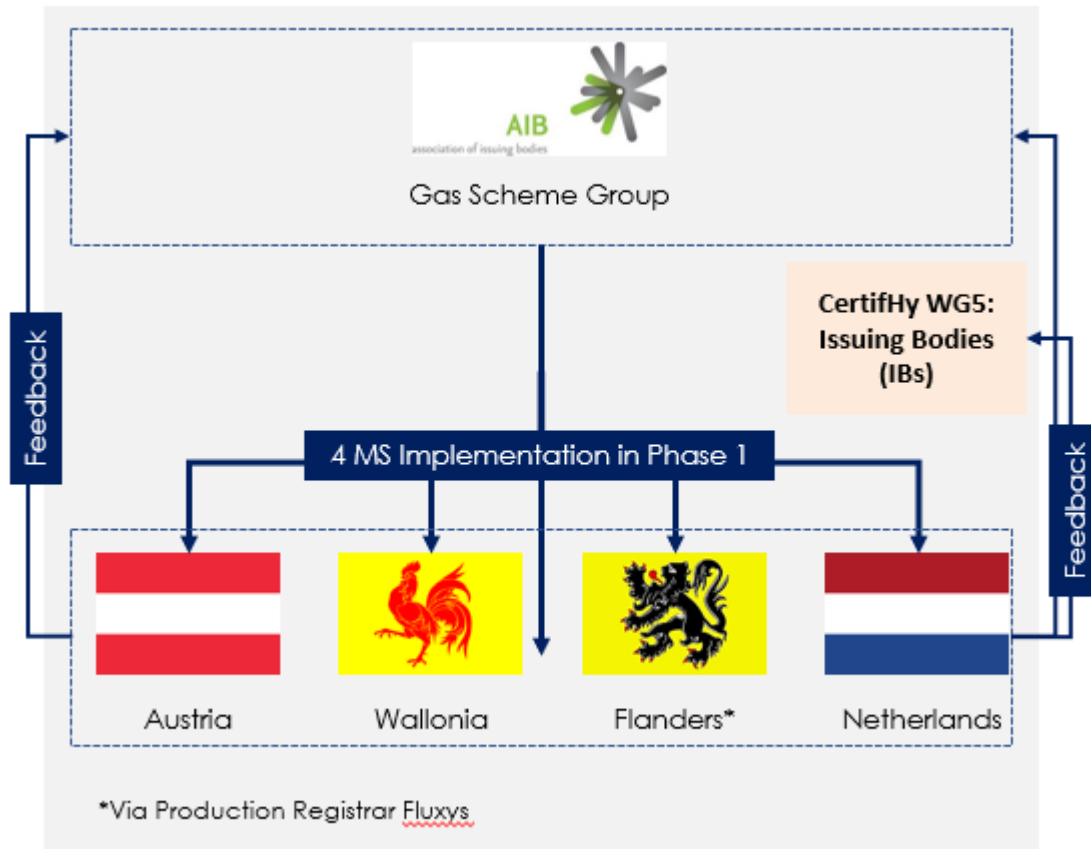 AIB
association of issuing bodies
Gas Scheme Group
CertifHy WG5:
Issuing Bodies
(IBs)
Feedback
Feedback
4 MS Implementation in Phase 1
Austria
Wallonia
Flanders*
Netherlands
*Via Production Registrar Fluxys